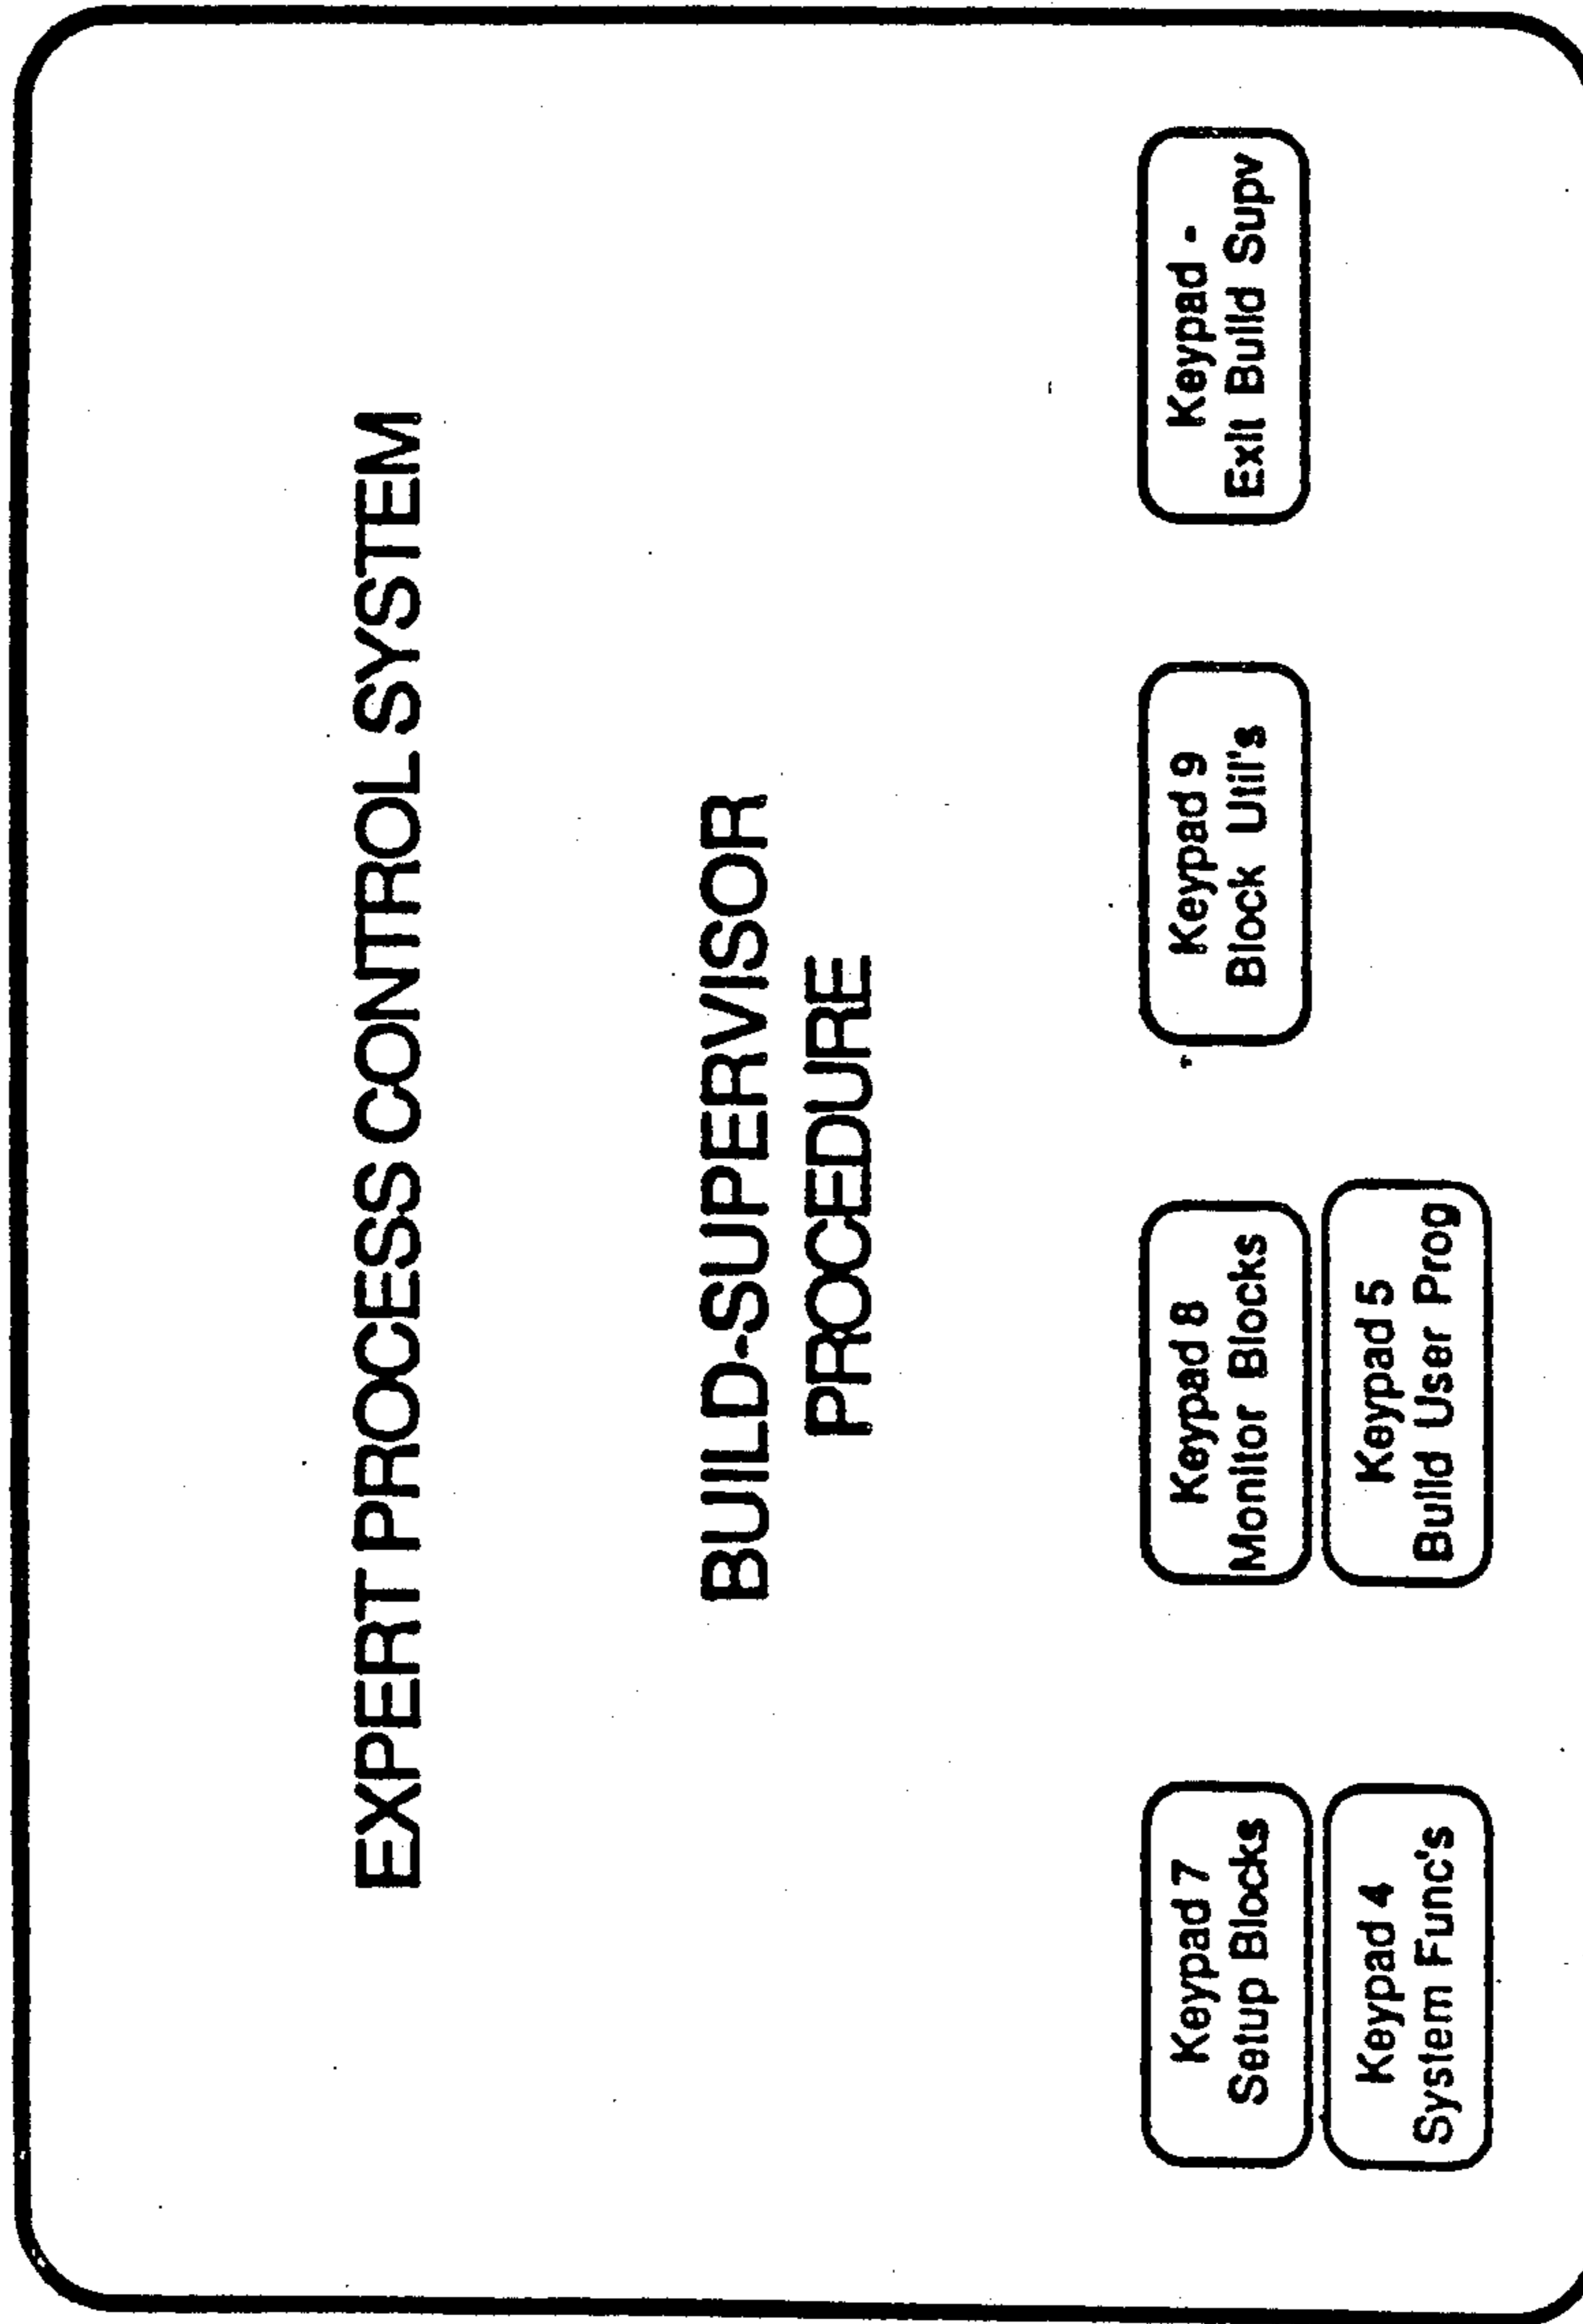 EXPERT PROCESS CONTROL SYSTEM
BUILD-SUPERVISOR
PROCEDURE
Keypad 7
Setup Blocks
Keypad 8
Monitor Blocks
Keypad 9
Block Util's
Keypad -
Exit Build Supv
Keypad 4
System Func's
Keypad 5
Build User Prog